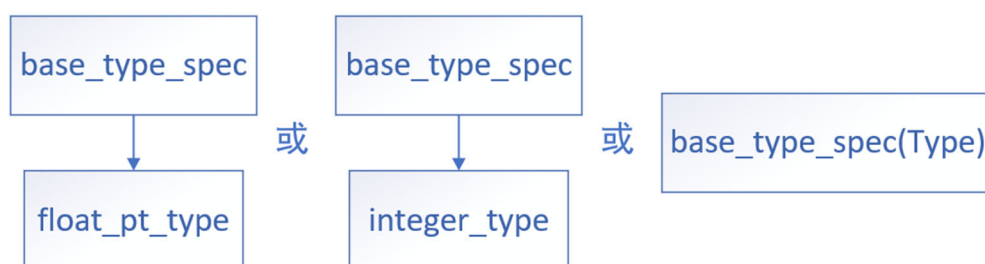 base_type_spec
float_pt_type
或
base_type_spec
integer_type
或
base_type_spec(Type)